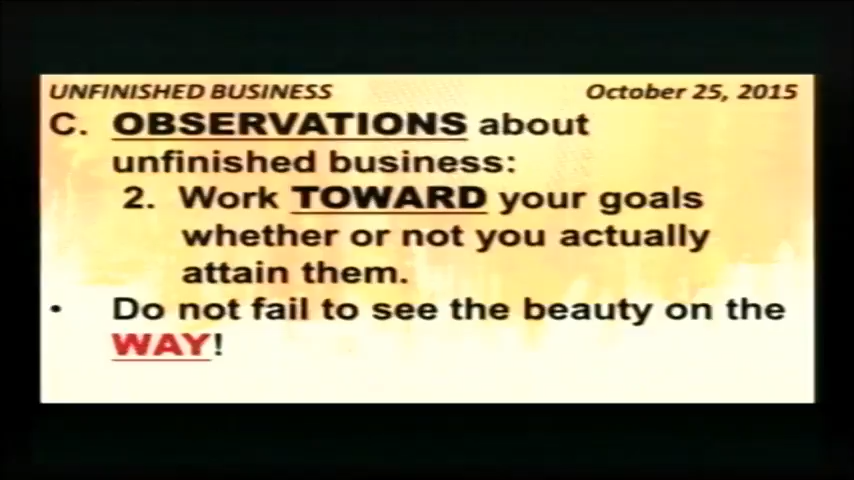 UNFINISHED BUSINESS October 25, 2015
C. OBSERVATIONS about
unfinished business:
2. Work TOWARD your goals
whether or not you actually
attain them.
• Do not fail to see the beauty on the
WAY!